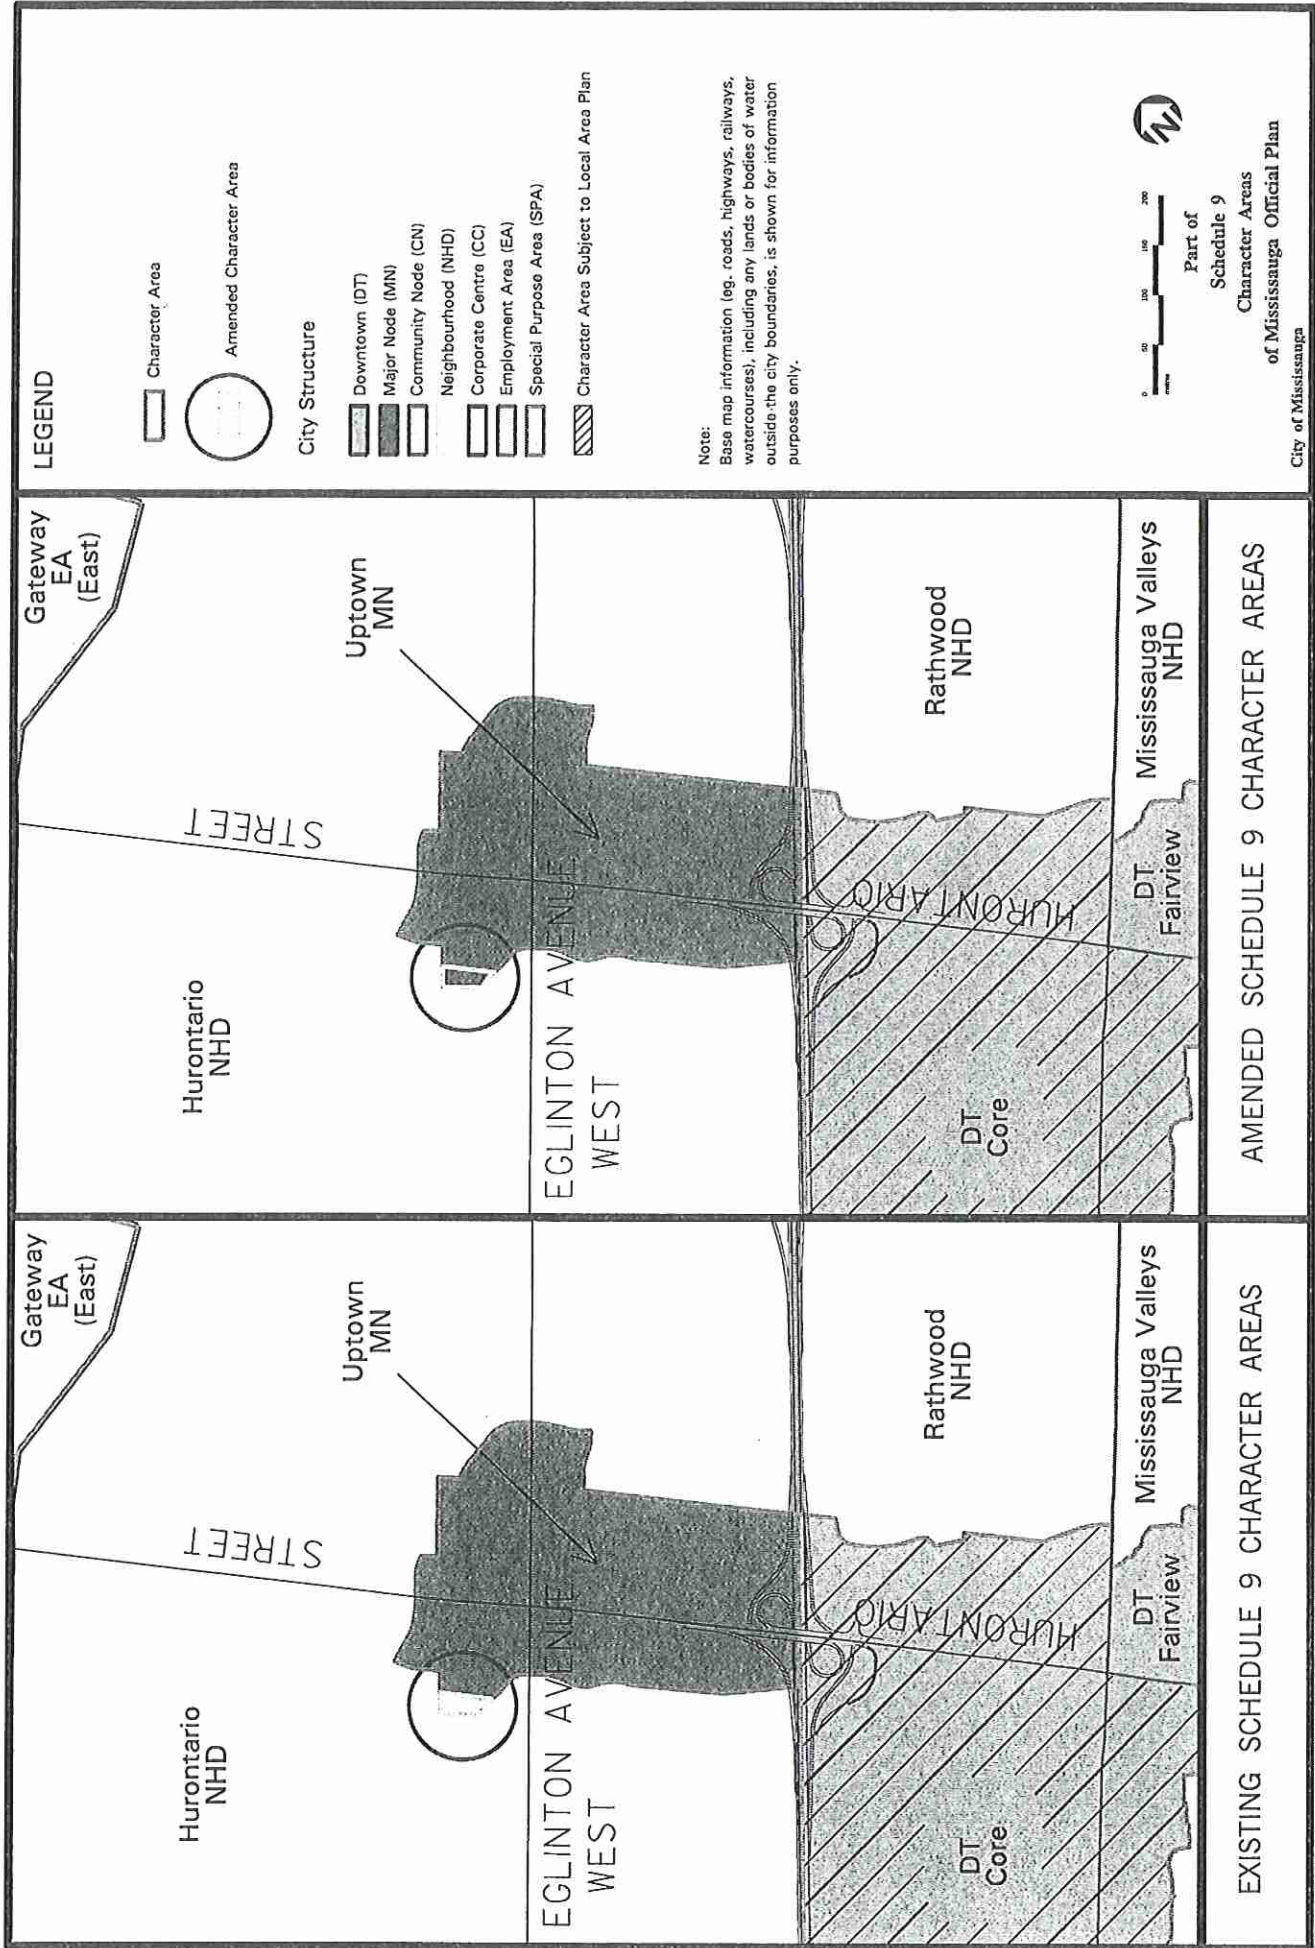 Gateway
EA
(East)
Uptown
MN
STREET
Hurontario
NHD
EGLINTON AVENUE
WEST
Rathwood
NHD
HURONTARIO
DT
Core
DT
Fairview
Mississauga Valleys
NHD
EXISTING SCHEDULE 9 CHARACTER AREAS
Gateway
EA
(East)
Uptown
MN
STREET
Hurontario
NHD
EGLINTON AVENUE
WEST
Rathwood
NHD
HURONTARIO
DT
Core
DT
Fairview
Mississauga Valleys
NHD
AMENDED SCHEDULE 9 CHARACTER AREAS
LEGEND
Character Area
Amended Character Area
City Structure
Downtown (DT)
Major Node (MN)
Community Node (CN)
Neighbourhood (NHD)
Corporate Centre (CC)
Employment Area (EA)
Special Purpose Area (SPA)
Character Area Subject to Local Area Plan
Note:
Base map information (eg. roads, highways, railways,
watercourses), including any lands or bodies of water
outside the city boundaries, is shown for information
purposes only.
0 50 100 150 200
metres
N
Part of
Schedule 9
Character Areas
of Mississauga Official Plan
City of Mississauga